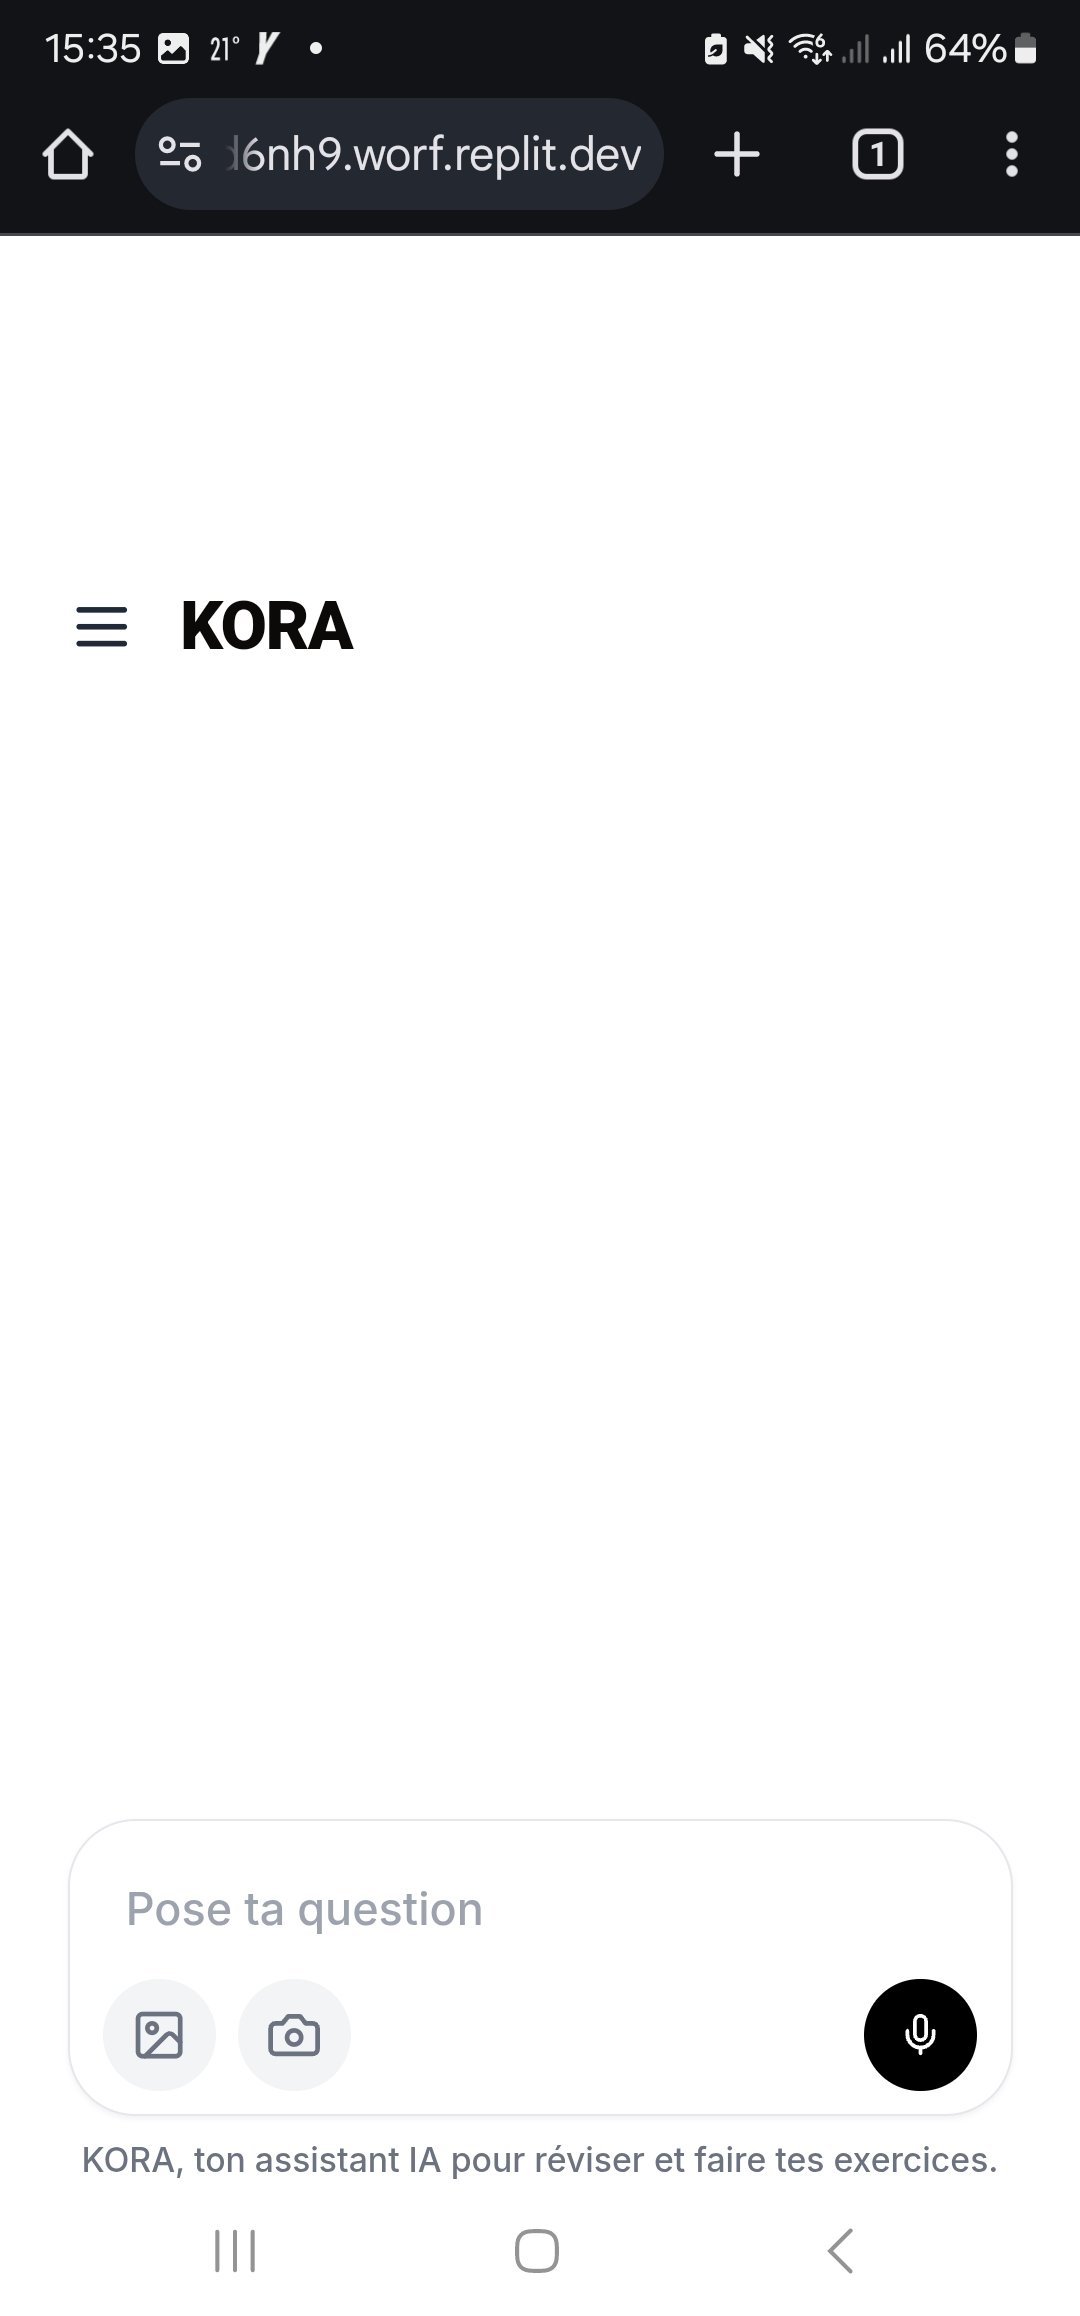 15:35 21° 64%
d6nh9.worf.replit.dev 1
KORA
Pose ta question
KORA, ton assistant IA pour réviser et faire tes exercices.